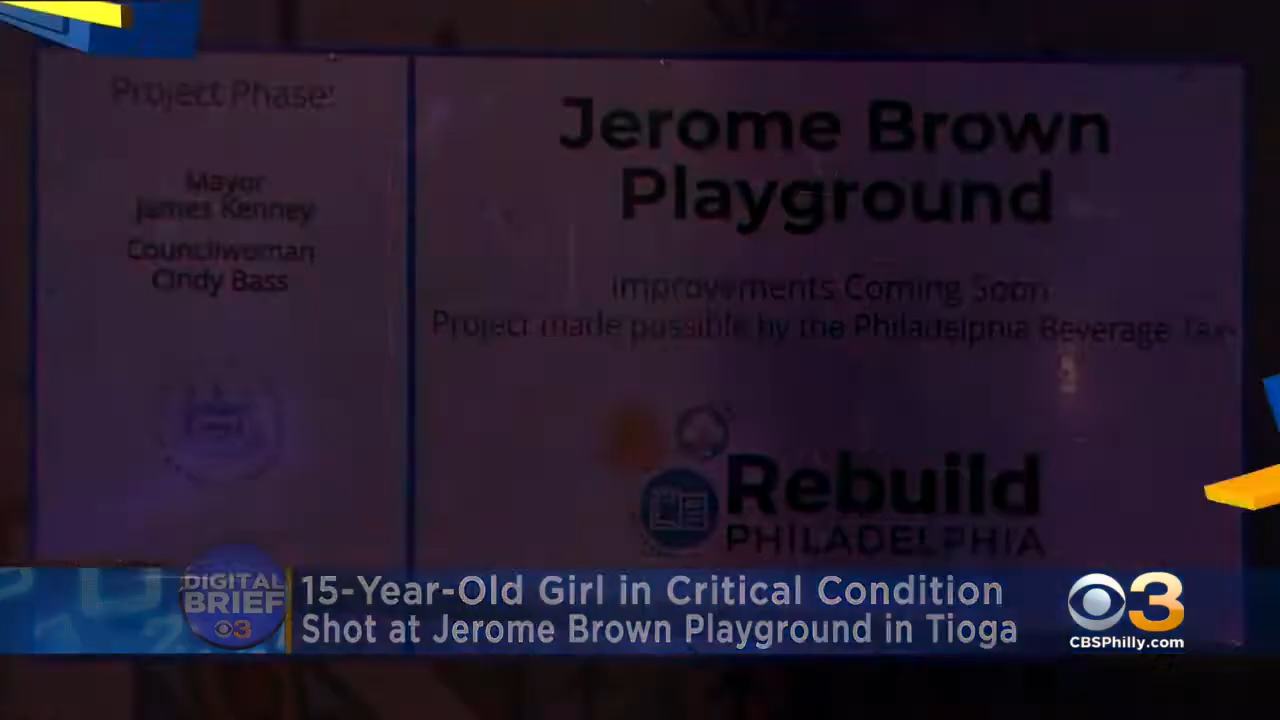 Project Phase:
Mayor
James Kenney
Councilwoman
Cindy Bass
Jerome Brown
Playground
Improvements Coming Soon
Project made possible by the Philadelphia Beverage Tax
Rebuild
PHILADELPHIA
DIGITAL
BRIEF
3
15-Year-Old Girl in Critical Condition
Shot at Jerome Brown Playground in Tioga
3
CBSPhilly.com